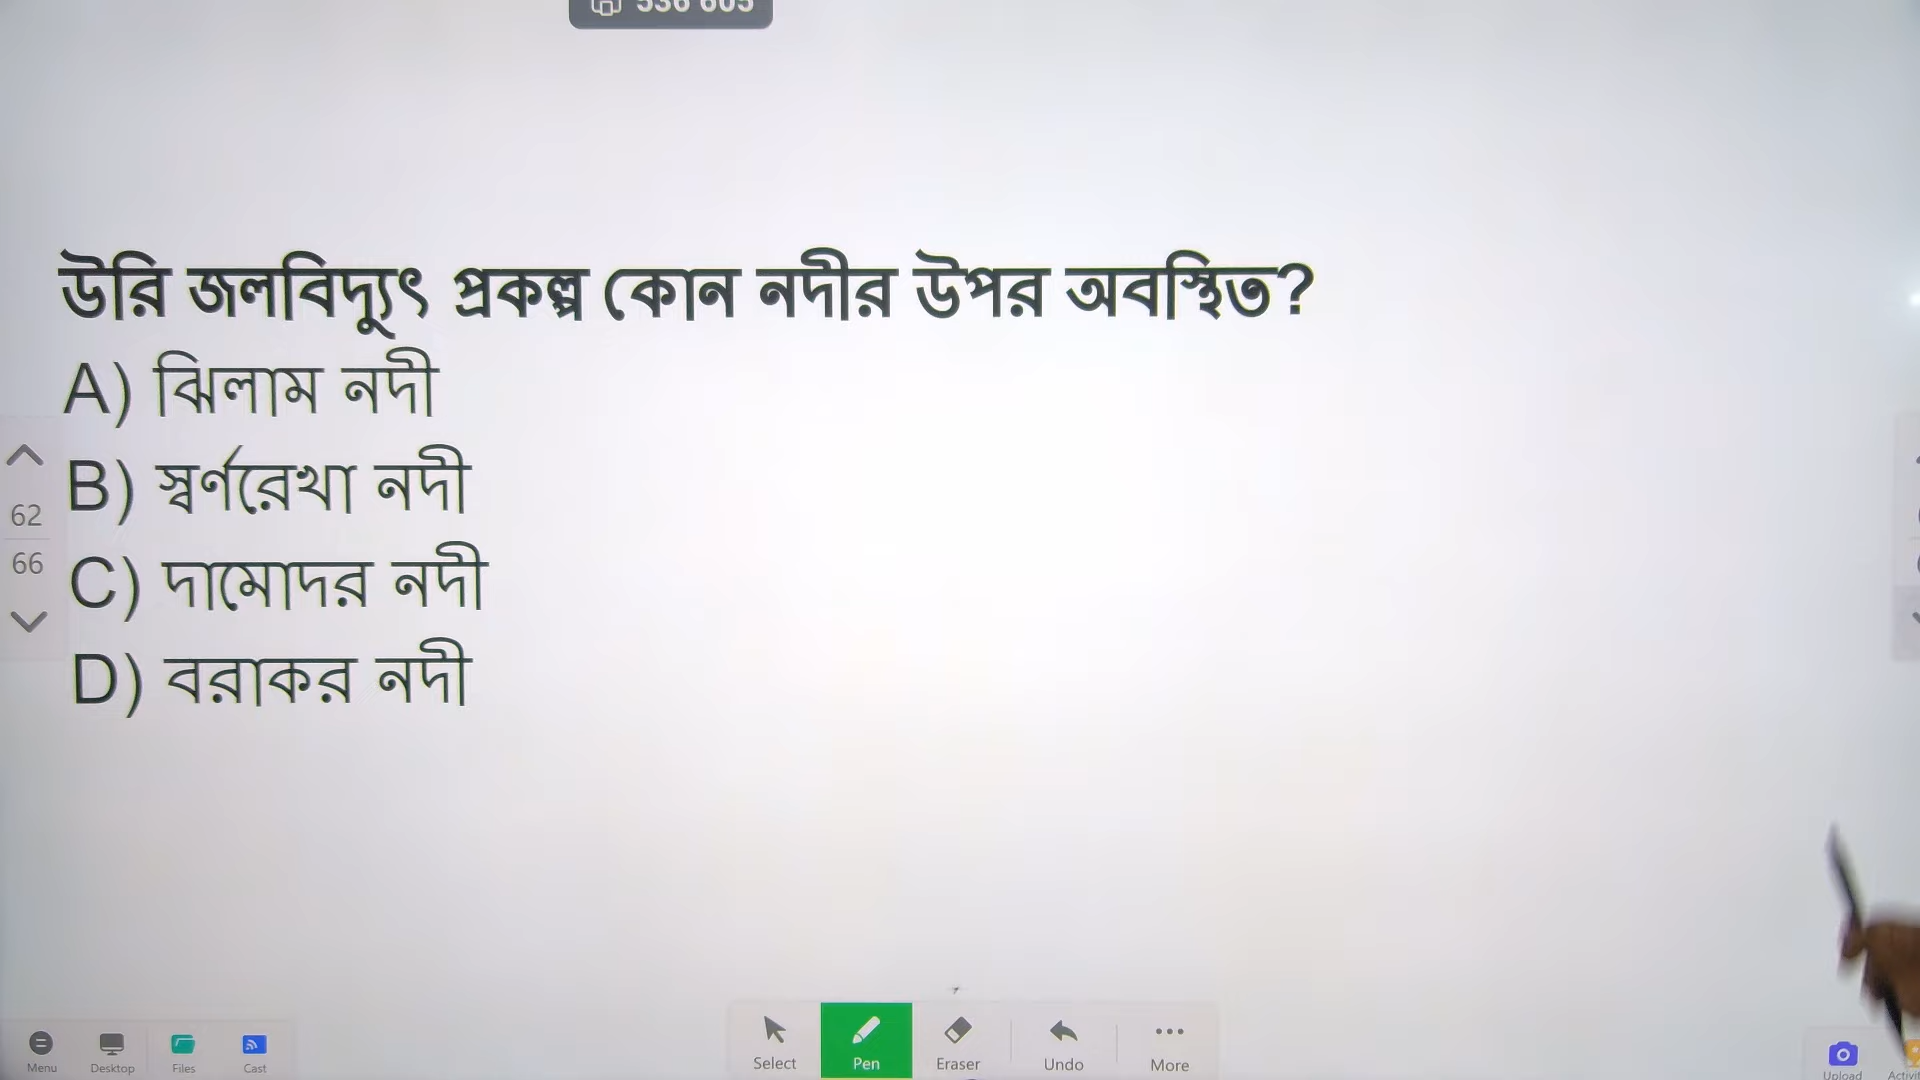 উরি জলবিদ্যুৎ প্রকল্প কোন নদীর উপর অবস্থিত?
A) ঝিলাম নদী
B) স্বর্ণরেখা নদী
C) দামোদর নদী
D) বরাকর নদী
62
66
Menu
Desktop
Files
Cast
Select
Pen
Eraser
Undo
More
Upload